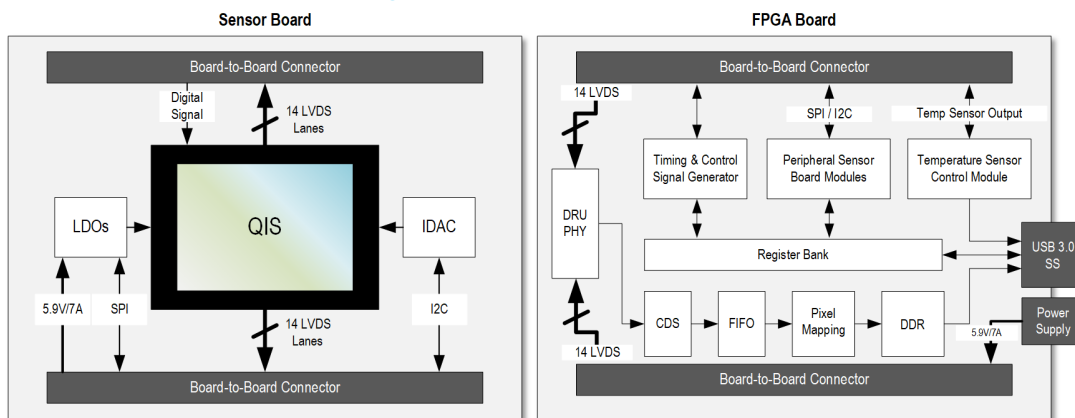 Sensor Board
Board-to-Board Connector
Digital
Signal
14 LVDS
Lanes
LDOs
QIS
IDAC
5.9V/7A
SPI
I2C
14 LVDS
Lanes
Board-to-Board Connector
FPGA Board
Board-to-Board Connector
14 LVDS
SPI / I2C
Temp Sensor Output
Timing & Control
Signal Generator
Peripheral Sensor
Board Modules
Temperature Sensor
Control Module
DRU
PHY
Register Bank
USB 3.0
SS
CDS
FIFO
Pixel
Mapping
DDR
Power
Supply
5.9V/7A
14 LVDS
Board-to-Board Connector